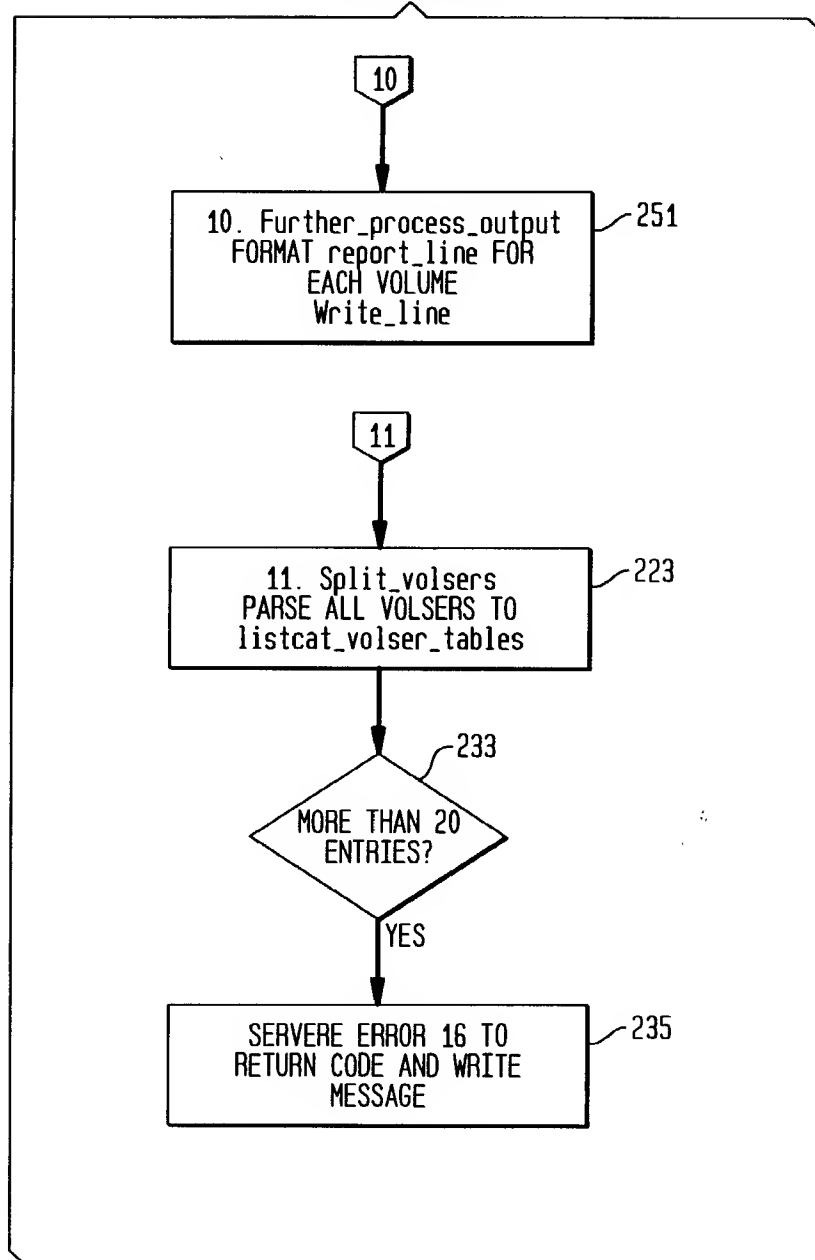 10
10. Further_process_output
FORMAT report_line FOR
EACH VOLUME
Write_line
251
11
11. Split_volsers
PARSE ALL VOLSERS TO
listcat_volser_tables
223
233
MORE THAN 20
ENTRIES?
YES
SERVERE ERROR 16 TO
RETURN CODE AND WRITE
MESSAGE
235